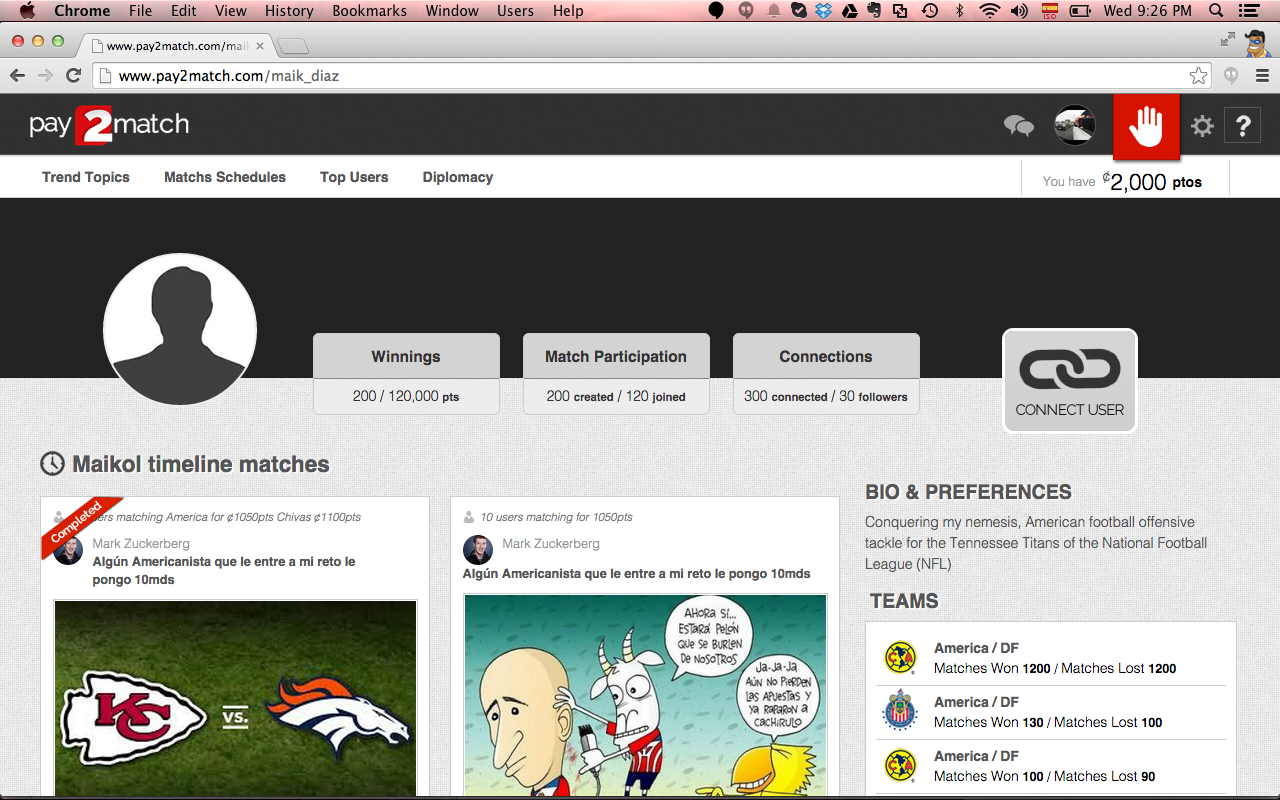 Chrome File Edit View History Bookmarks Window Users Help ISO Wed 9:26 PM
www.pay2match.com/mai
www.pay2match.com/maik_diaz
pay 2 match ?
Trend Topics Matchs Schedules Top Users Diplomacy You have ¢2,000 ptos
Winnings Match Participation Connections
200 / 120,000 pts 200 created / 120 joined 300 connected / 30 followers
CONNECT USER
Maikol timeline matches
Completed
matching America for ¢1050pts Chivas ¢1100pts
Mark Zuckerberg
Algún Americanista que le entre a mi reto le
pongo 10mds
KC vs.
10 users matching for 1050pts
Mark Zuckerberg
Algún Americanista que le entre a mi reto le pongo 10mds
AHORA SÍ...
ESTARÁ PELÓN
QUE SE BURLEN
DE NOSOTROS
JA-JA-JA
AÚN NO PIERDEN
LAS APUESTAS Y
YA RAPARON A
CACHIRULO
BIO & PREFERENCES
Conquering my nemesis, American football offensive
tackle for the Tennessee Titans of the National Football
League (NFL)
TEAMS
America / DF
Matches Won 1200 / Matches Lost 1200
America / DF
Matches Won 130 / Matches Lost 100
America / DF
Matches Won 100 / Matches Lost 90